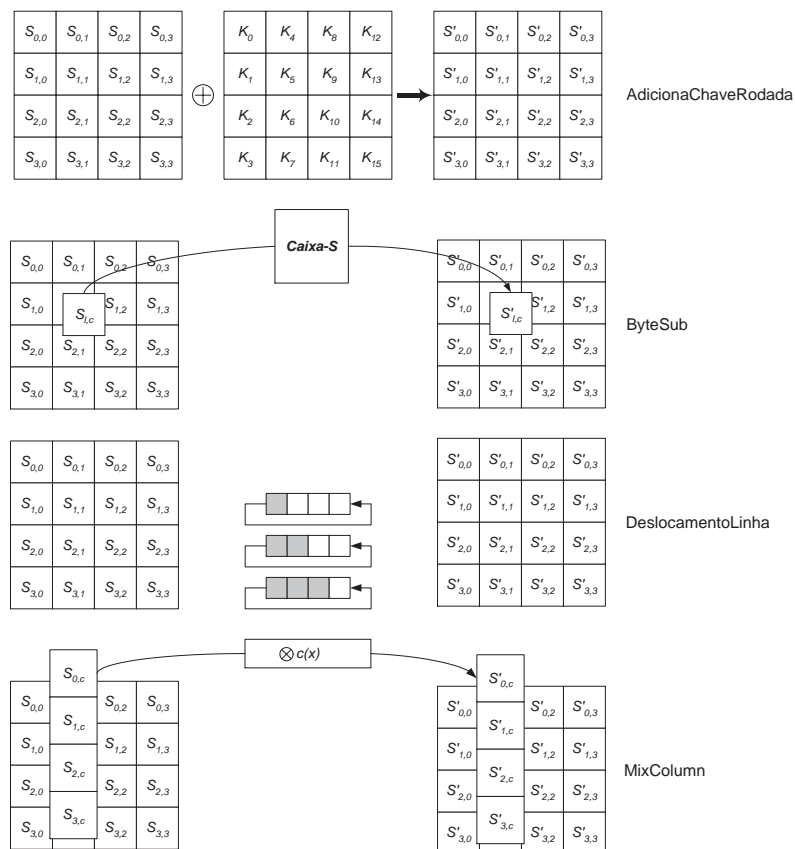 S0,0 S0,1 S0,2 S0,3 K0 K4 K8 K12 S'0,0 S'0,1 S'0,2 S'0,3
S1,0 S1,1 S1,2 S1,3 K1 K5 K9 K13 S'1,0 S'1,1 S'1,2 S'1,3
⊕ AdicionaChaveRodada
S2,0 S2,1 S2,2 S2,3 K2 K6 K10 K14 S'2,0 S'2,1 S'2,2 S'2,3
S3,0 S3,1 S3,2 S3,3 K3 K7 K11 K15 S'3,0 S'3,1 S'3,2 S'3,3
Caixa-S
S0,0 S0,1 S0,2 S0,3 S'0,0 S'0,1 S'0,2 S'0,3
S1,0 S1,2 S1,3 S'1,0 S'1,2 S'1,3
Sl,c S'l,c
ByteSub
S2,0 S2,1 S2,2 S2,3 S'2,0 S'2,1 S'2,2 S'2,3
S3,0 S3,1 S3,2 S3,3 S'3,0 S'3,1 S'3,2 S'3,3
S0,0 S0,1 S0,2 S0,3 S'0,0 S'0,1 S'0,2 S'0,3
S1,0 S1,1 S1,2 S1,3 S'1,0 S'1,1 S'1,2 S'1,3
DeslocamentoLinha
S2,0 S2,1 S2,2 S2,3 S'2,0 S'2,1 S'2,2 S'2,3
S3,0 S3,1 S3,2 S3,3 S'3,0 S'3,1 S'3,2 S'3,3
⊗ c(x)
S0,c S'0,c
S0,0 S0,2 S0,3 S'0,0 S'0,2 S'0,3
S1,c S'1,c
S1,0 S1,2 S1,3 S'1,0 S'1,2 S'1,3
S2,c S'2,c
MixColumn
S2,0 S2,2 S2,3 S'2,0 S'2,2 S'2,3
S3,c S'3,c
S3,0 S3,2 S3,3 S'3,0 S'3,2 S'3,3